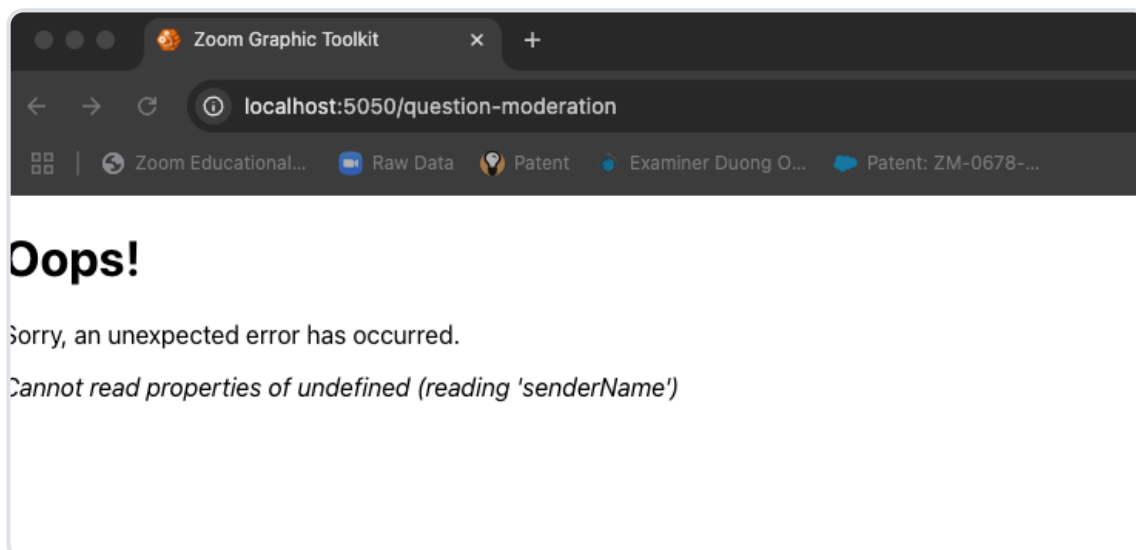 Zoom Graphic Toolkit
localhost:5050/question-moderation
Zoom Educational... Raw Data Patent Examiner Duong O... Patent: ZM-0678-...
Oops!
Sorry, an unexpected error has occurred.
Cannot read properties of undefined (reading 'senderName')